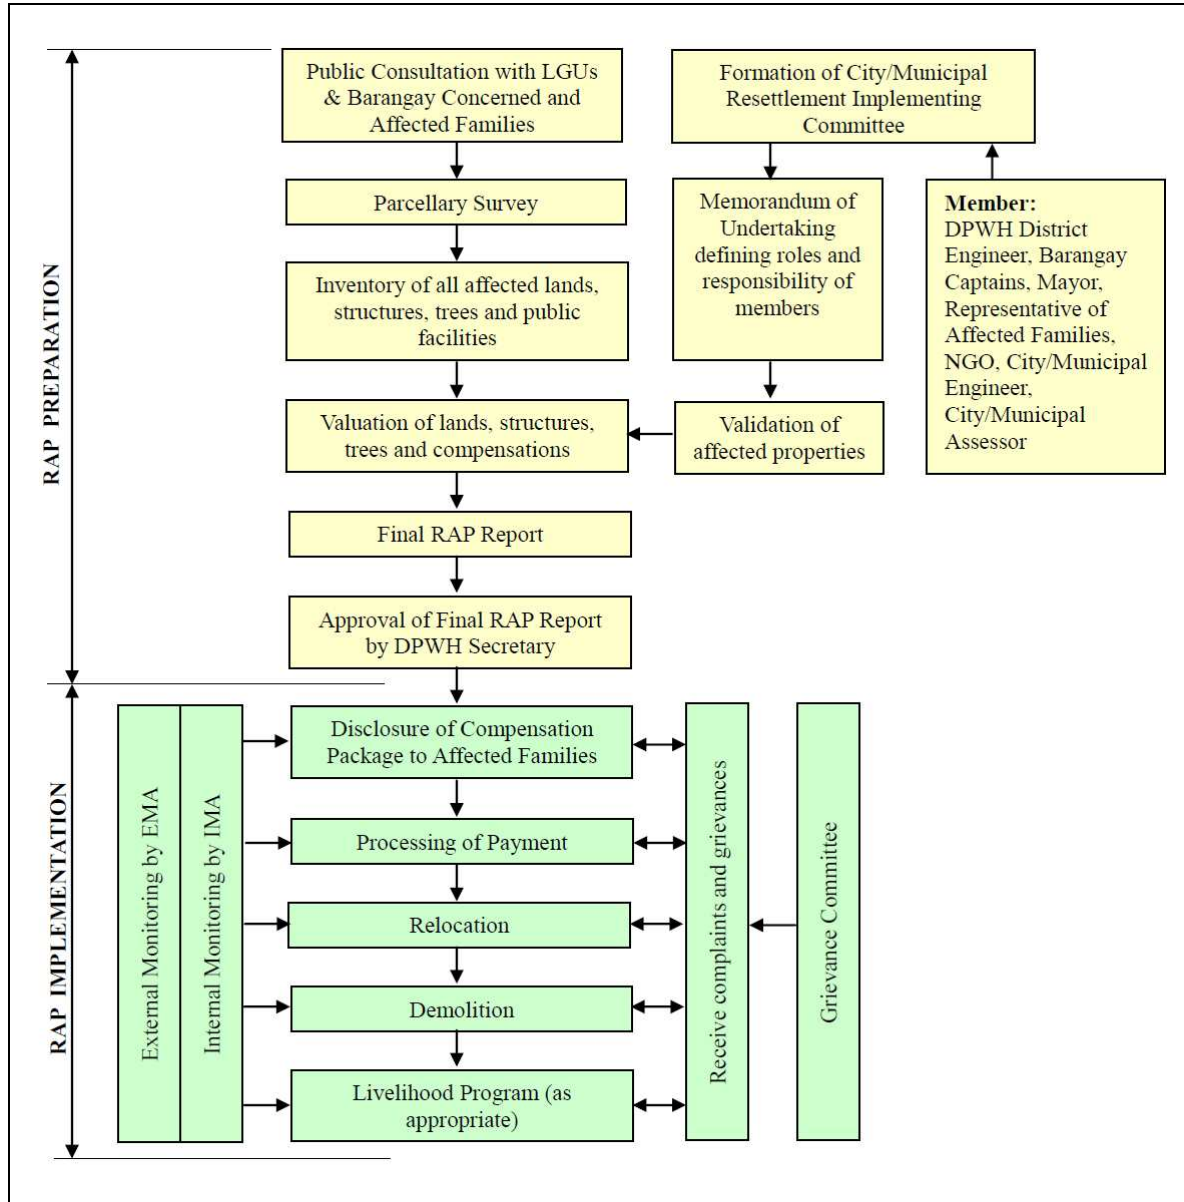 RAP PREPARATION
Public Consultation with LGUs
& Barangay Concerned and
Affected Families
Parcellary Survey
Inventory of all affected lands,
structures, trees and public
facilities
Valuation of lands, structures,
trees and compensations
Final RAP Report
Approval of Final RAP Report
by DPWH Secretary
Formation of City/Municipal
Resettlement Implementing
Committee
Memorandum of
Undertaking
defining roles and
responsibility of
members
Validation of
affected properties
Member:
DPWH District
Engineer, Barangay
Captains, Mayor,
Representative of
Affected Families,
NGO, City/Municipal
Engineer,
City/Municipal
Assessor
RAP IMPLEMENTATION
External Monitoring by EMA
Internal Monitoring by IMA
Disclosure of Compensation
Package to Affected Families
Processing of Payment
Relocation
Demolition
Livelihood Program (as
appropriate)
Receive complaints and grievances
Grievance Committee